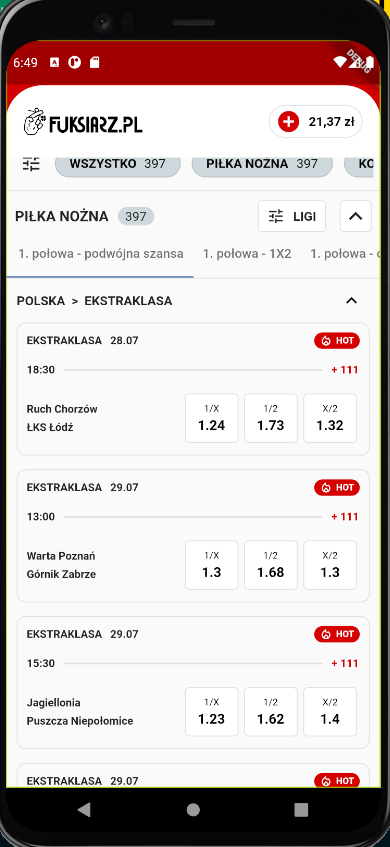 6:49
DEBUG
FUKSIARZ.PL
21,37 zł
WSZYSTKO 397
PIŁKA NOŻNA 397
PIŁKA NOŻNA 397
LIGI
1. połowa - podwójna szansa
1. połowa - 1X2
1. połowa -
POLSKA > EKSTRAKLASA
EKSTRAKLASA 28.07
HOT
18:30
+ 111
Ruch Chorzów
ŁKS Łódź
1/X 1/2 X/2
1.24 1.73 1.32
EKSTRAKLASA 29.07
HOT
13:00
+ 111
Warta Poznań
Górnik Zabrze
1/X 1/2 X/2
1.3 1.68 1.3
EKSTRAKLASA 29.07
HOT
15:30
+ 111
Jagiellonia
Puszcza Niepołomice
1/X 1/2 X/2
1.23 1.62 1.4
EKSTRAKLASA 29.07
HOT